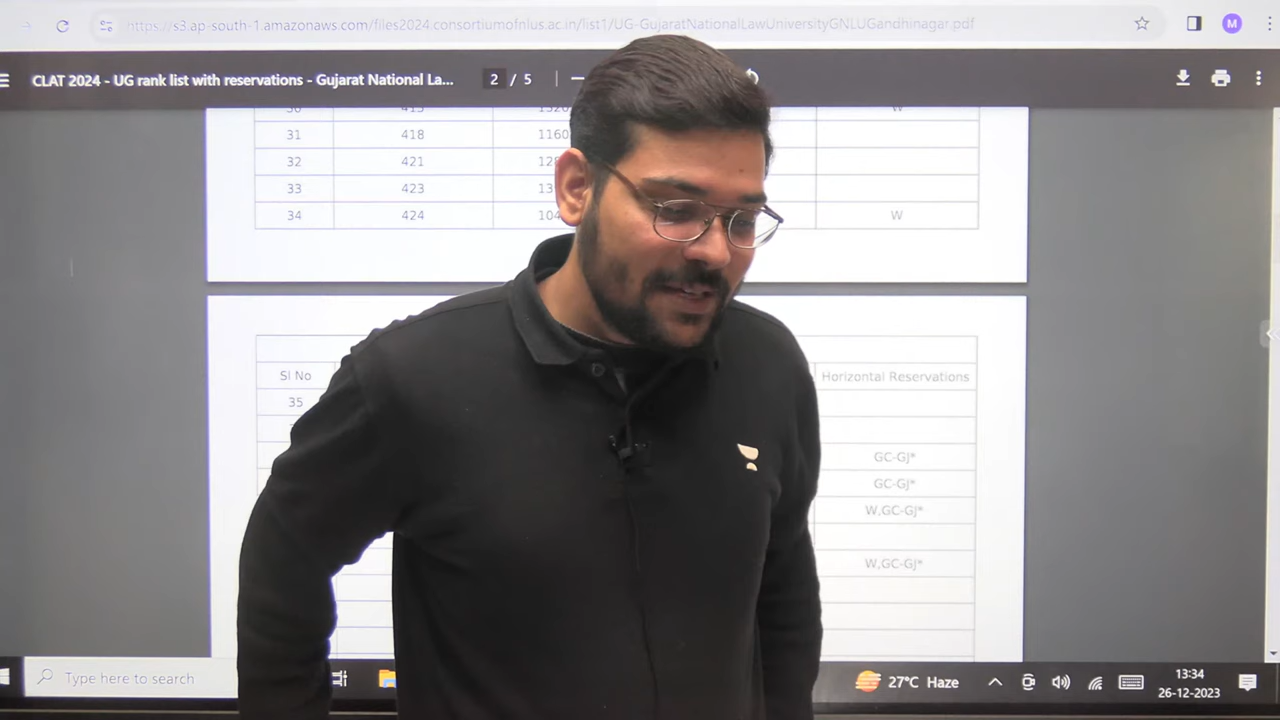 https://s3.ap-south-1.amazonaws.com/files2024.consortiumofnlus.ac.in/list1/UG-GujaratNationalLawUniversityGNLUGandhinagar.pdf
M
CLAT 2024 - UG rank list with reservations - Gujarat National La...
2 / 5
31 418 1160
32 421
33 423
34 424 W
Sl No Horizontal Reservations
35
GC-GJ*
GC-GJ*
W,GC-GJ*
W,GC-GJ*
Type here to search
27°C Haze
13:34
26-12-2023